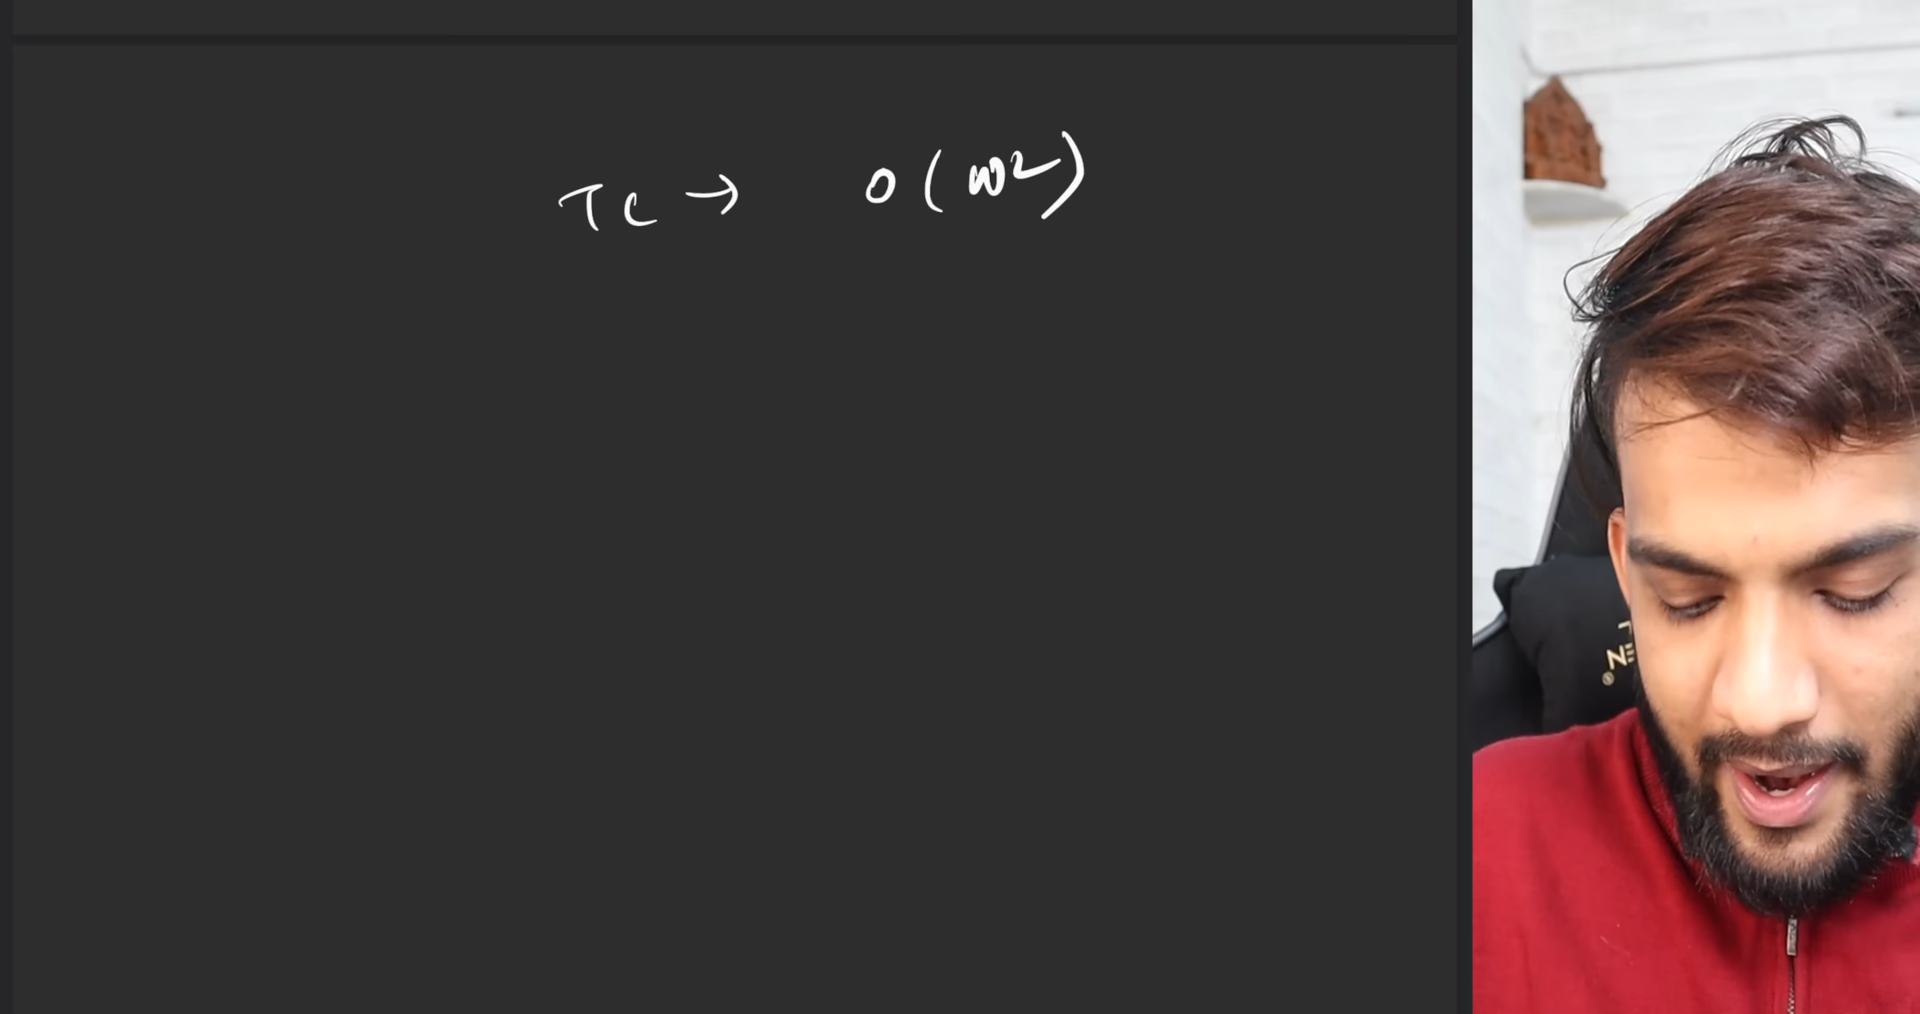 TC → O(N²)